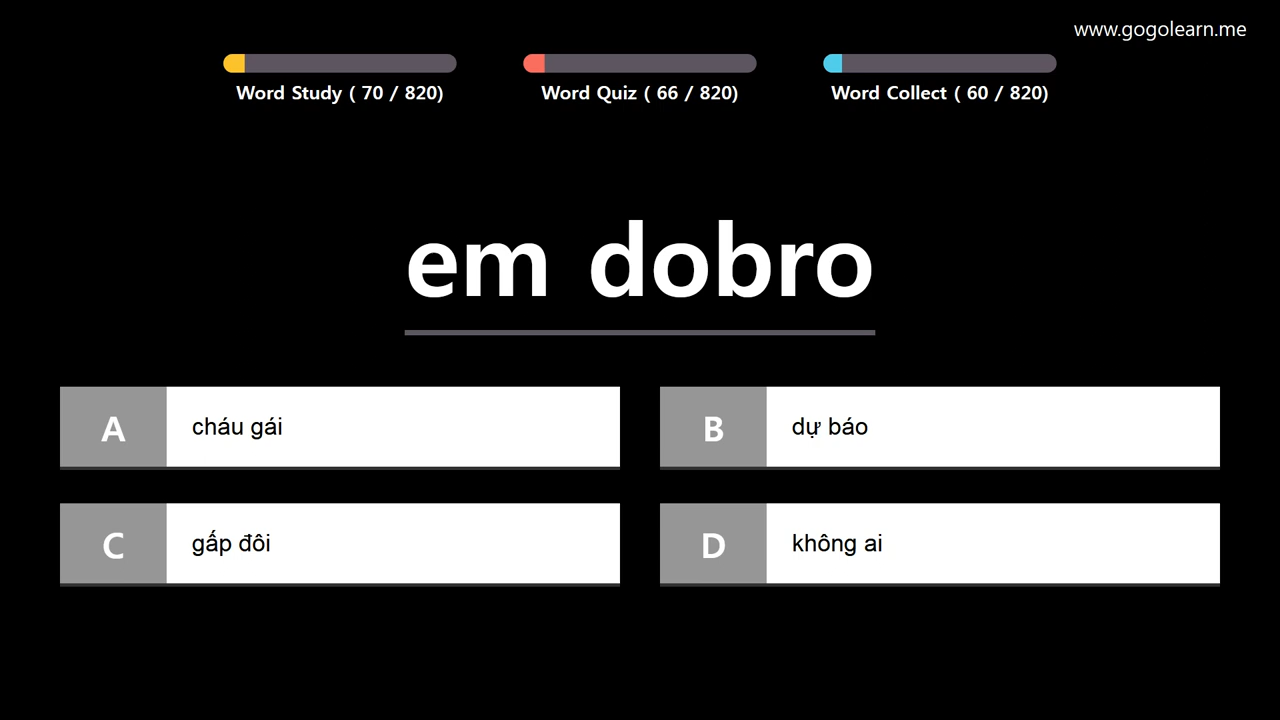 www.gogolearn.me
Word Study ( 70 / 820)
Word Quiz ( 66 / 820)
Word Collect ( 60 / 820)
em dobro
A cháu gái
B dự báo
C gấp đôi
D không ai